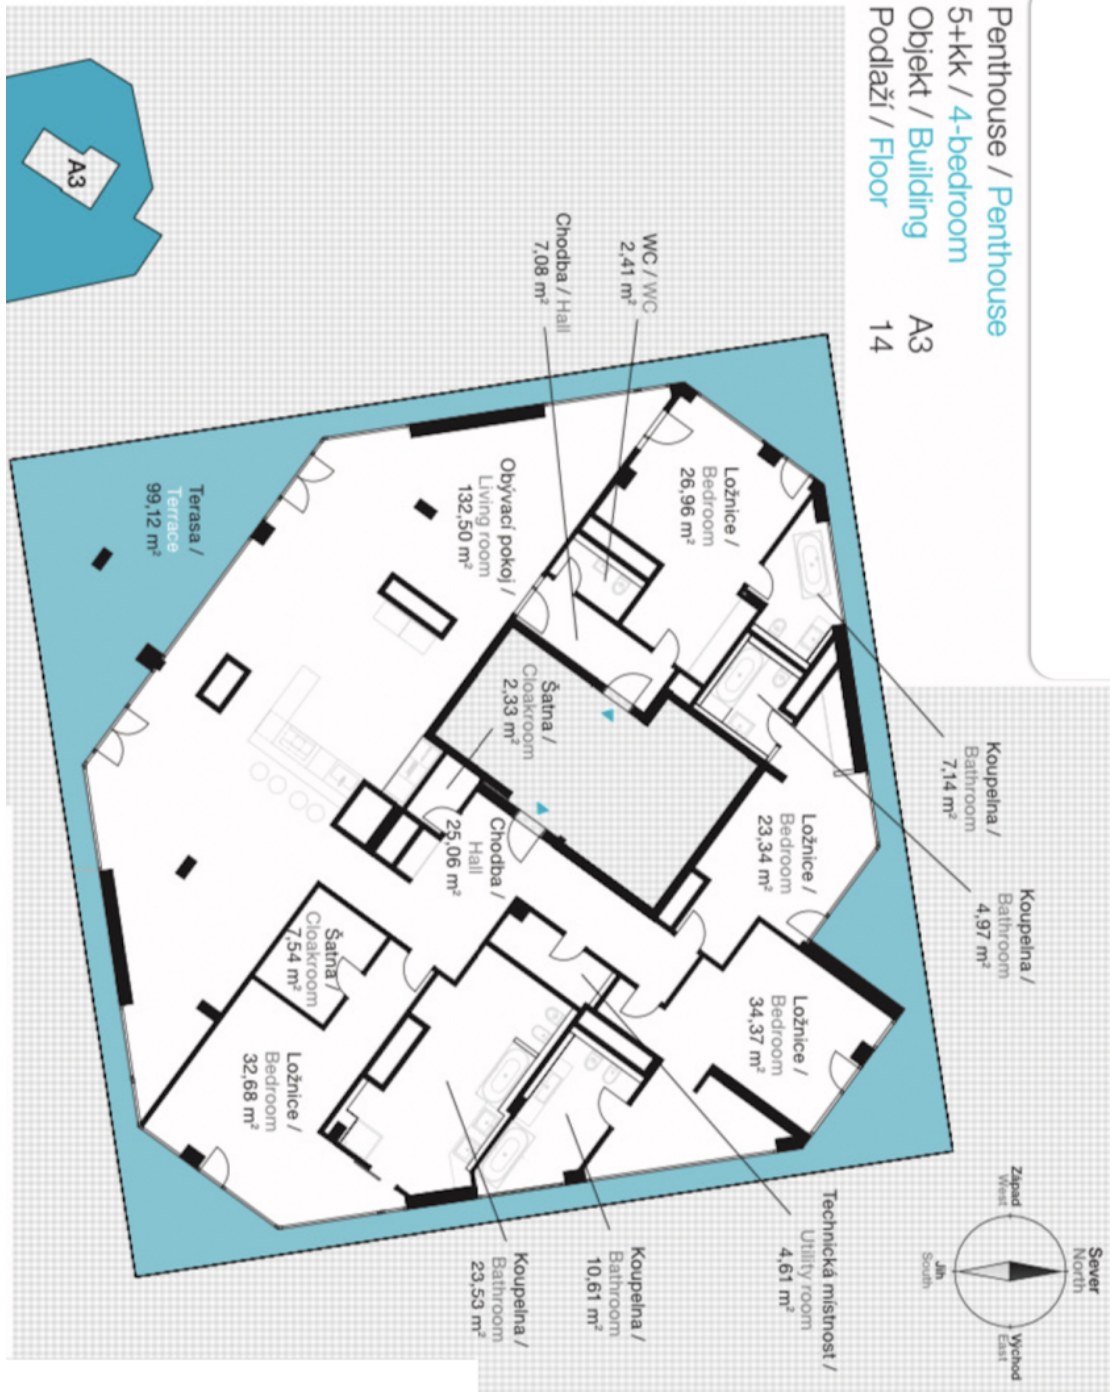 Penthouse / Penthouse
5+kk / 4-bedroom
Objekt / Building A3
Podlaží / Floor 14
A3
WC / WC
2,41 m²
Chodba / Hall
7,08 m²
Ložnice /
Bedroom
26,96 m²
Obývací pokoj /
Living room
132,50 m²
Terasa /
Terrace
99,12 m²
Šatna /
Cloakroom
2,33 m²
Koupelna /
Bathroom
7,14 m²
Koupelna /
Bathroom
4,97 m²
Ložnice /
Bedroom
23,34 m²
Chodba /
Hall
25,06 m²
Šatna /
Cloakroom
7,54 m²
Ložnice /
Bedroom
34,37 m²
Ložnice /
Bedroom
32,68 m²
Technická místnost /
Utility room
4,61 m²
Koupelna /
Bathroom
10,61 m²
Koupelna /
Bathroom
23,53 m²
Sever
North
Západ
West
Východ
East
Jih
South